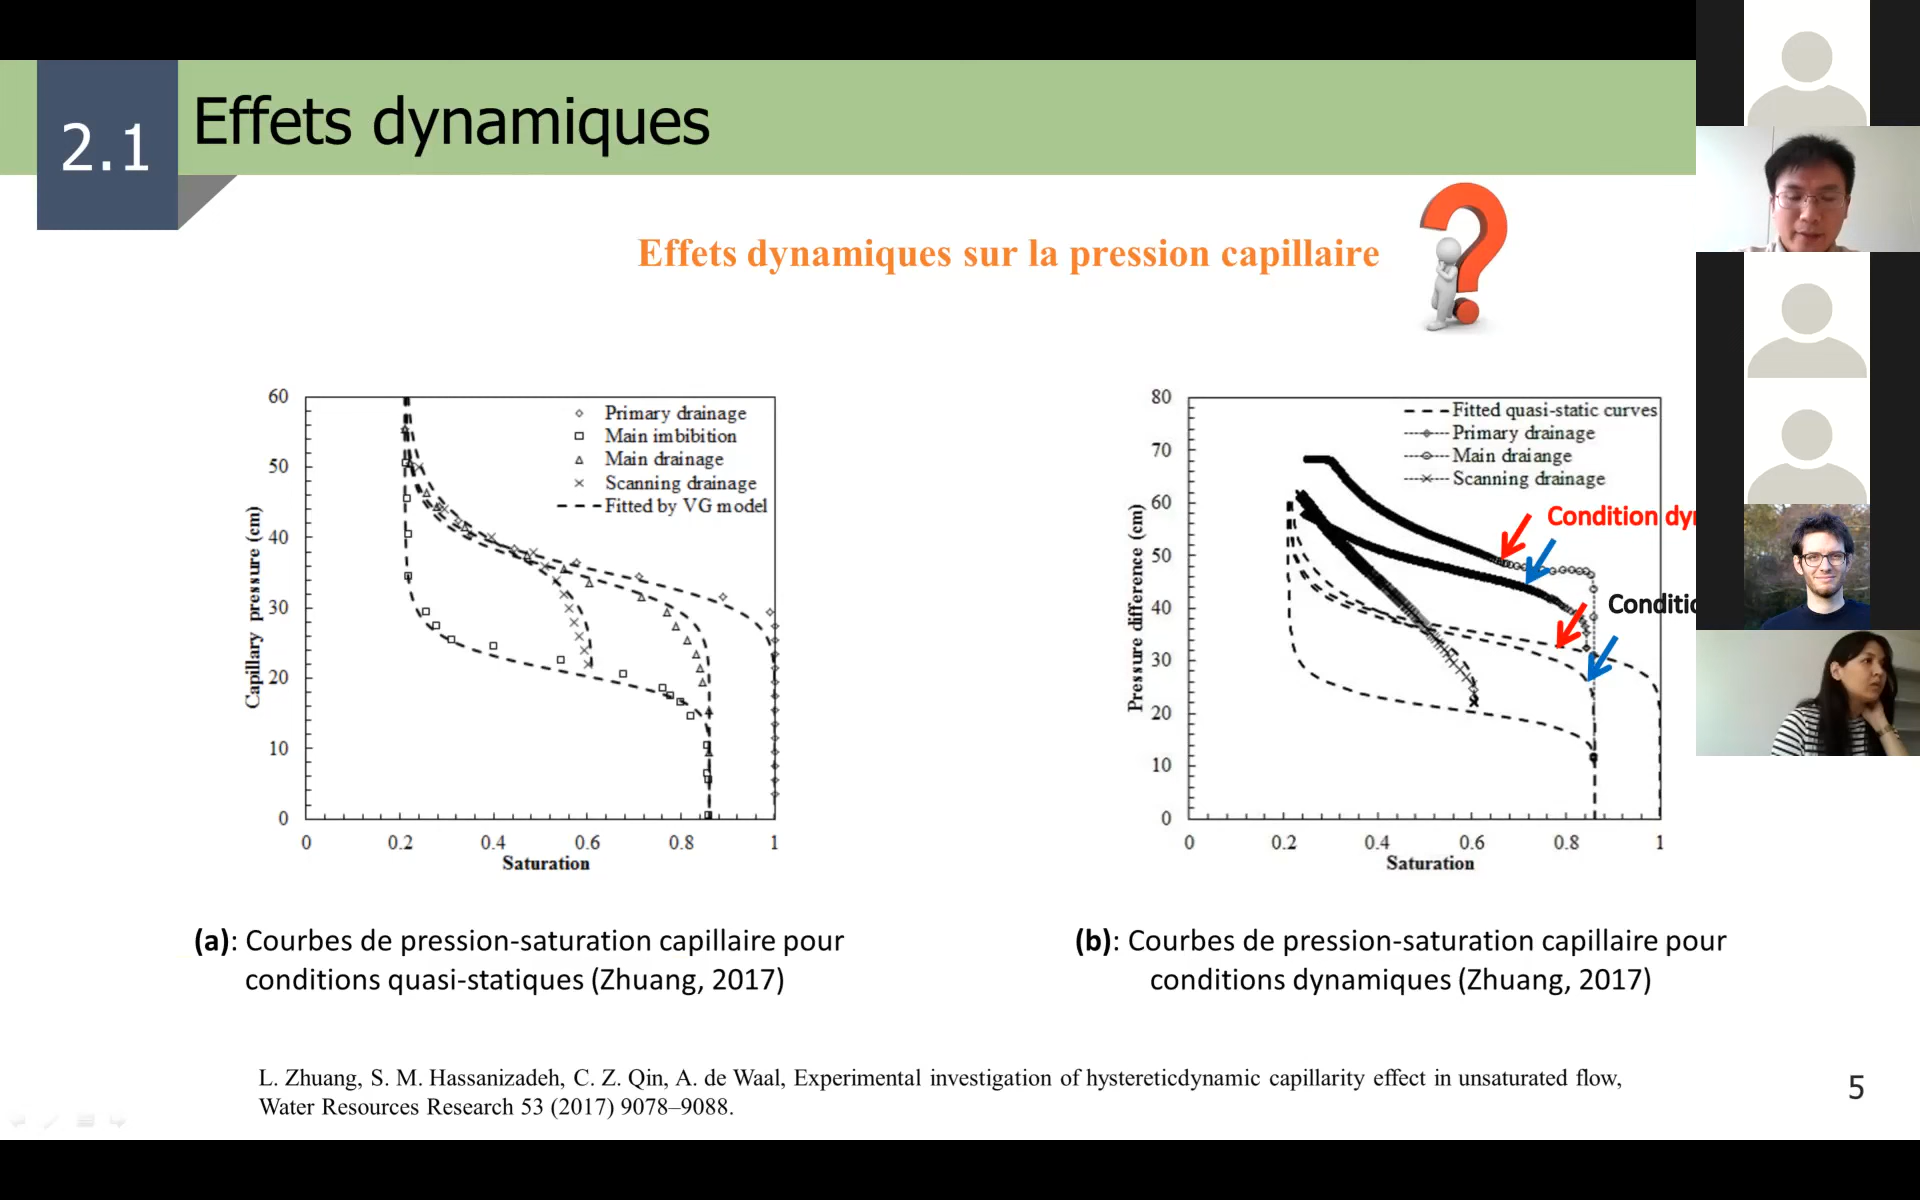 2.1
Effets dynamiques
Effets dynamiques sur la pression capillaire
60
50
40
30
20
10
0
Capillary pressure (cm)
Primary drainage
Main imbibition
Main drainage
Scanning drainage
Fitted by VG model
0 0.2 0.4 0.6 0.8 1
Saturation
80
70
60
50
40
30
20
10
0
Pressure difference (cm)
Fitted quasi-static curves
Primary drainage
Main draiange
Scanning drainage
Condition dyn
Conditio
0 0.2 0.4 0.6 0.8 1
Saturation
(a): Courbes de pression-saturation capillaire pour
conditions quasi-statiques (Zhuang, 2017)
(b): Courbes de pression-saturation capillaire pour
conditions dynamiques (Zhuang, 2017)
L. Zhuang, S. M. Hassanizadeh, C. Z. Qin, A. de Waal, Experimental investigation of hystereticdynamic capillarity effect in unsaturated flow,
Water Resources Research 53 (2017) 9078–9088.
5